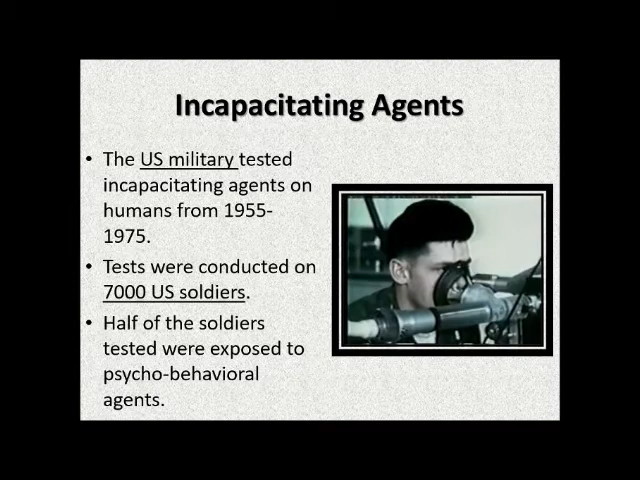 Incapacitating Agents
• The US military tested
incapacitating agents on
humans from 1955-
1975.
• Tests were conducted on
7000 US soldiers.
• Half of the soldiers
tested were exposed to
psycho-behavioral
agents.